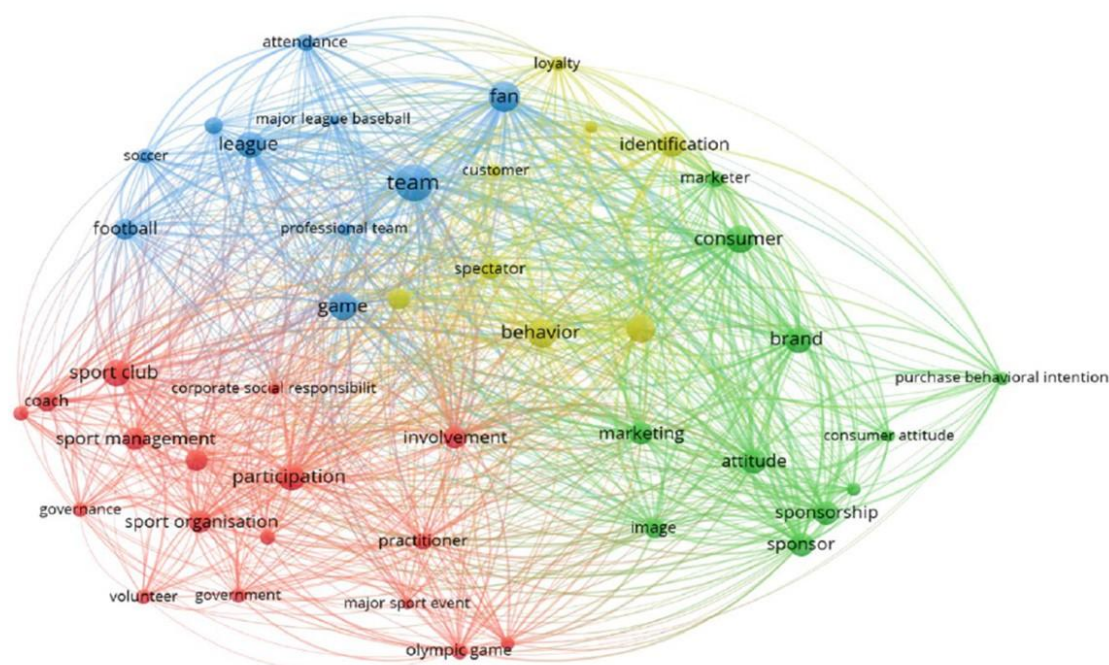 attendance
loyalty
fan
major league baseball
league
identification
soccer
customer
marketer
team
football
professional team
consumer
spectator
game
behavior
brand
sport club
purchase behavioral intention
corporate social responsibilit
coach
sport management
involvement
marketing
consumer attitude
attitude
participation
governance
sport organisation
sponsorship
image
practitioner
sponsor
volunteer
government
major sport event
olympic game